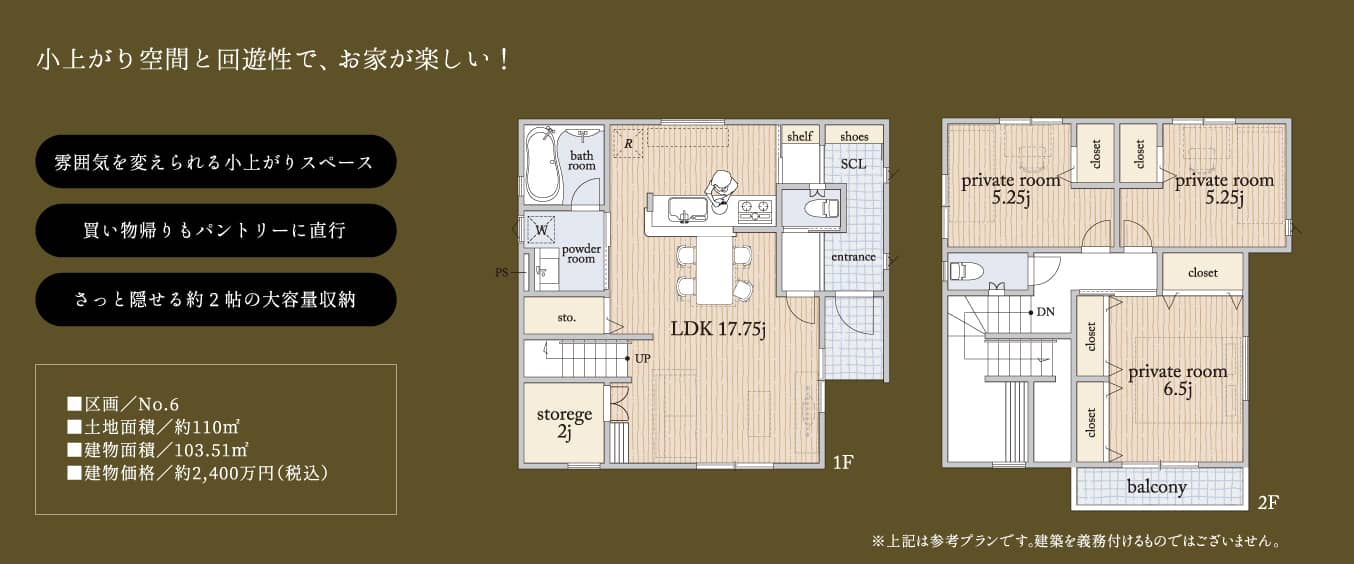 小上がり空間と回遊性で、お家が楽しい！
雰囲気を変えられる小上がりスペース
買い物帰りもパントリーに直行
さっと隠せる約２帖の大容量収納
■区画／No.6
■土地面積／約110㎡
■建物面積／103.51㎡
■建物価格／約2,400万円（税込）
bath room
R
shelf
shoes
SCL
W
powder room
PS
entrance
sto.
LDK 17.75j
UP
storege 2j
1F
private room 5.25j
closet
closet
private room 5.25j
closet
DN
closet
private room 6.5j
closet
balcony
2F
※上記は参考プランです。建築を義務付けるものではございません。